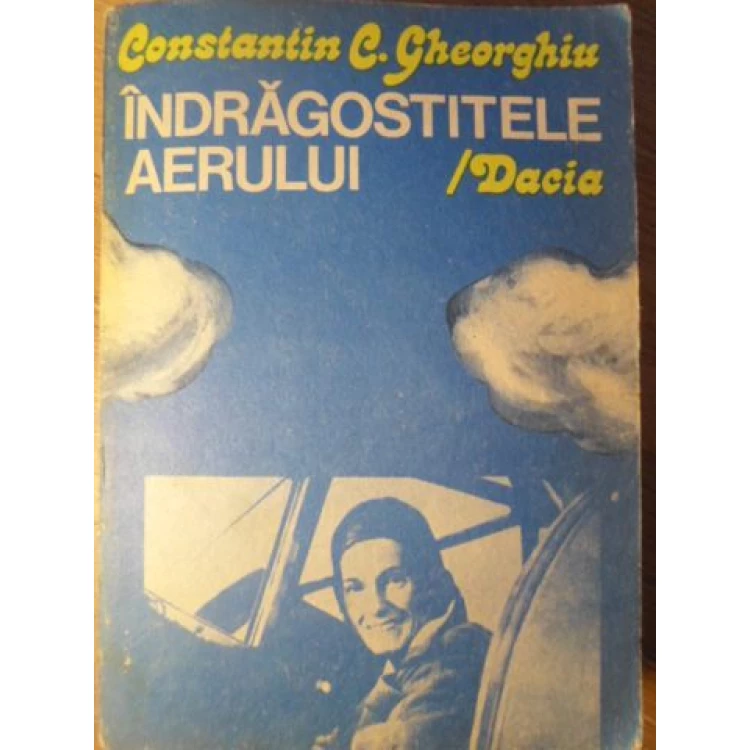 Constantin C. Gheorghiu
ÎNDRĂGOSTITELE
AERULUI /Dacia